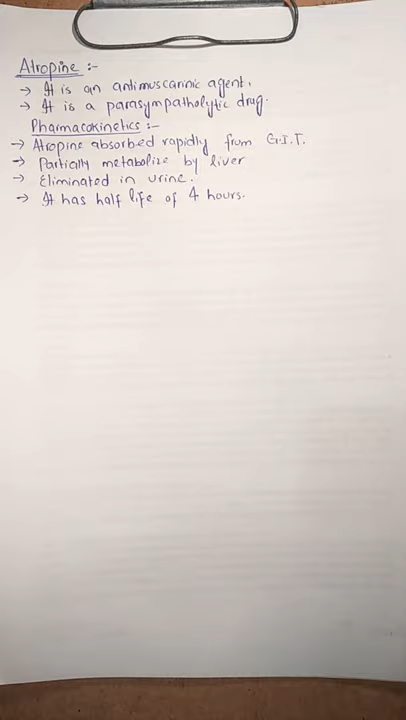 Atropine :-
→ It is an antimuscarinic agent.
→ It is a parasympatholytic drug.
Pharmacokinetics :-
→ Atropine absorbed rapidly from G.I.T.
→ Partially metabolize by liver
→ Eliminated in urine.
→ It has half life of 4 hours.